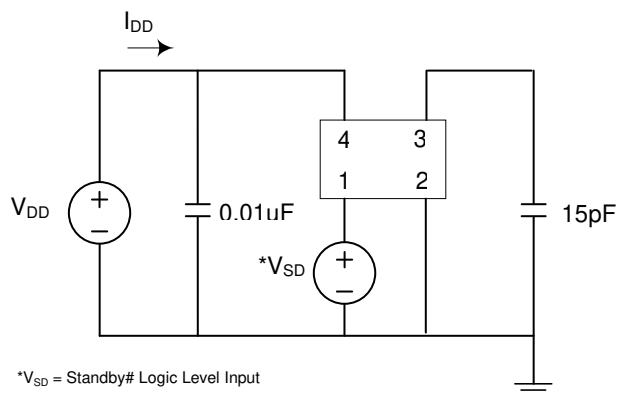 IDD
4 3
1 2
VDD
+
−
0.01uF
*VSD
+
−
15pF
*VSD = Standby# Logic Level Input